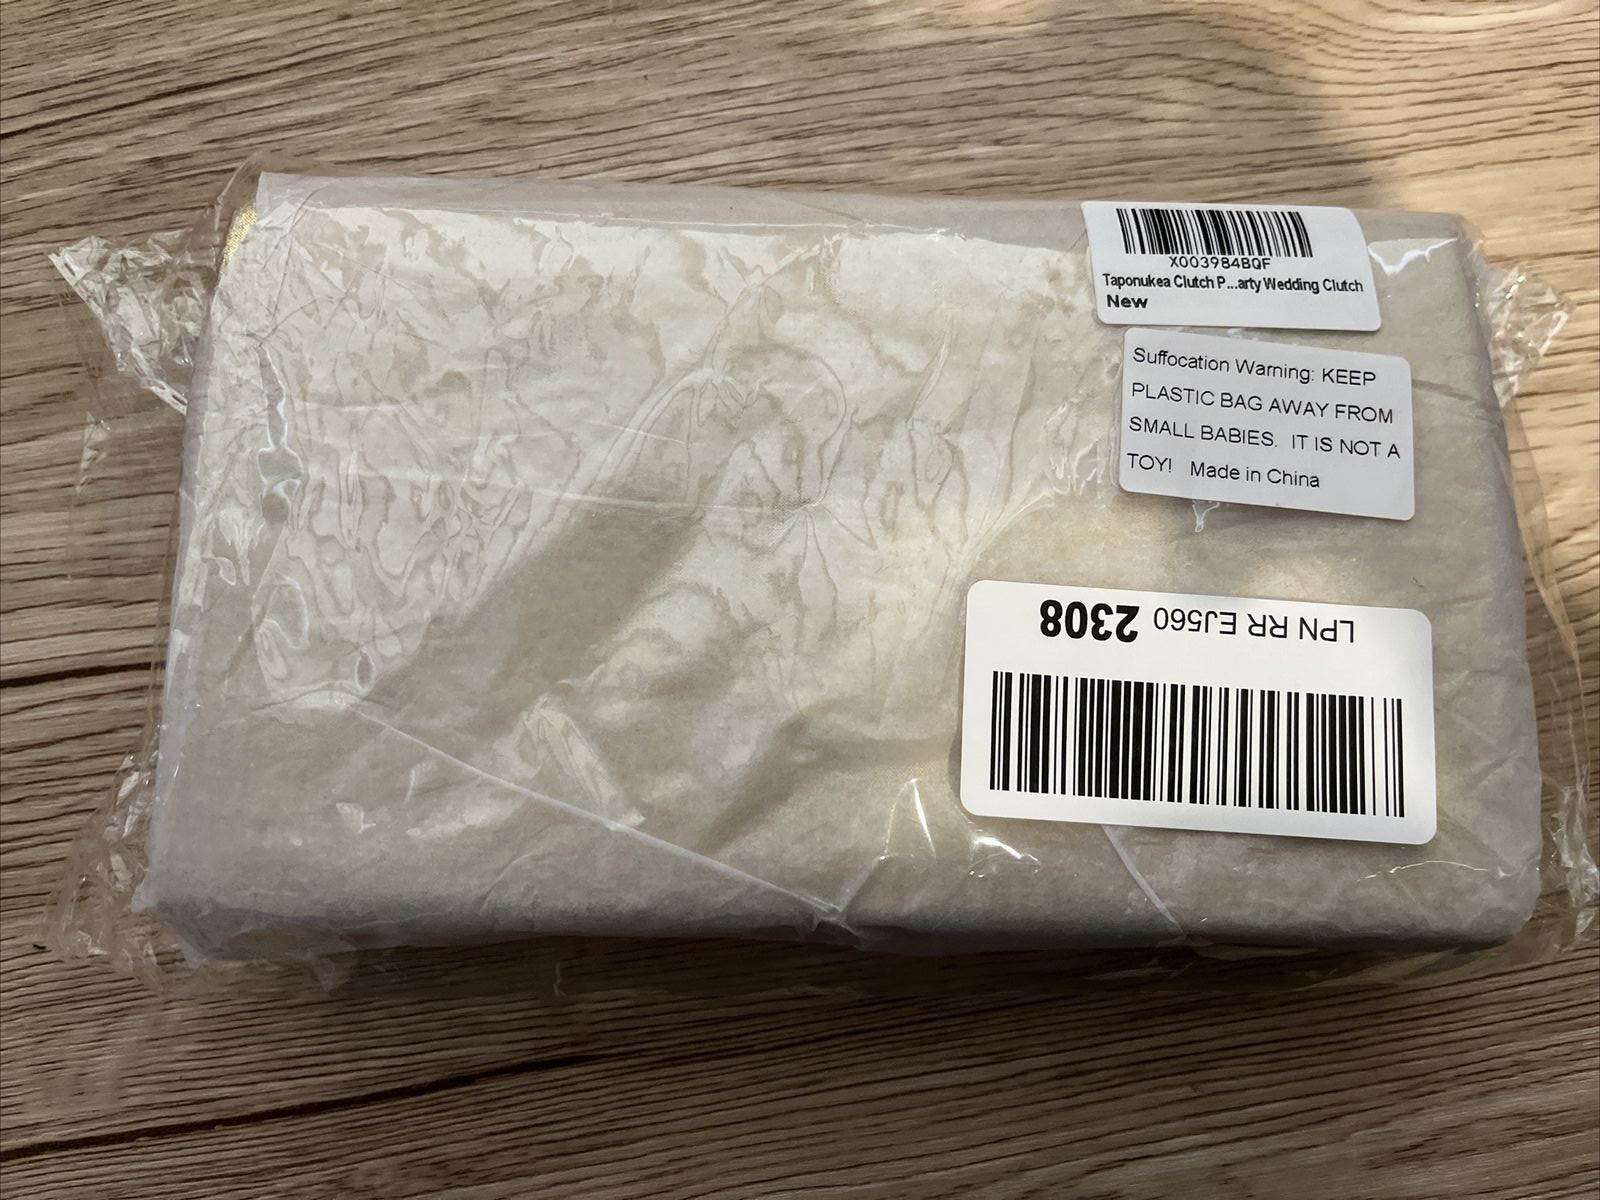 X003984BQF
Taponukea Clutch P...arty Wedding Clutch
New
Suffocation Warning: KEEP
PLASTIC BAG AWAY FROM
SMALL BABIES. IT IS NOT A
TOY! Made in China
LPN RR EJ560 2308